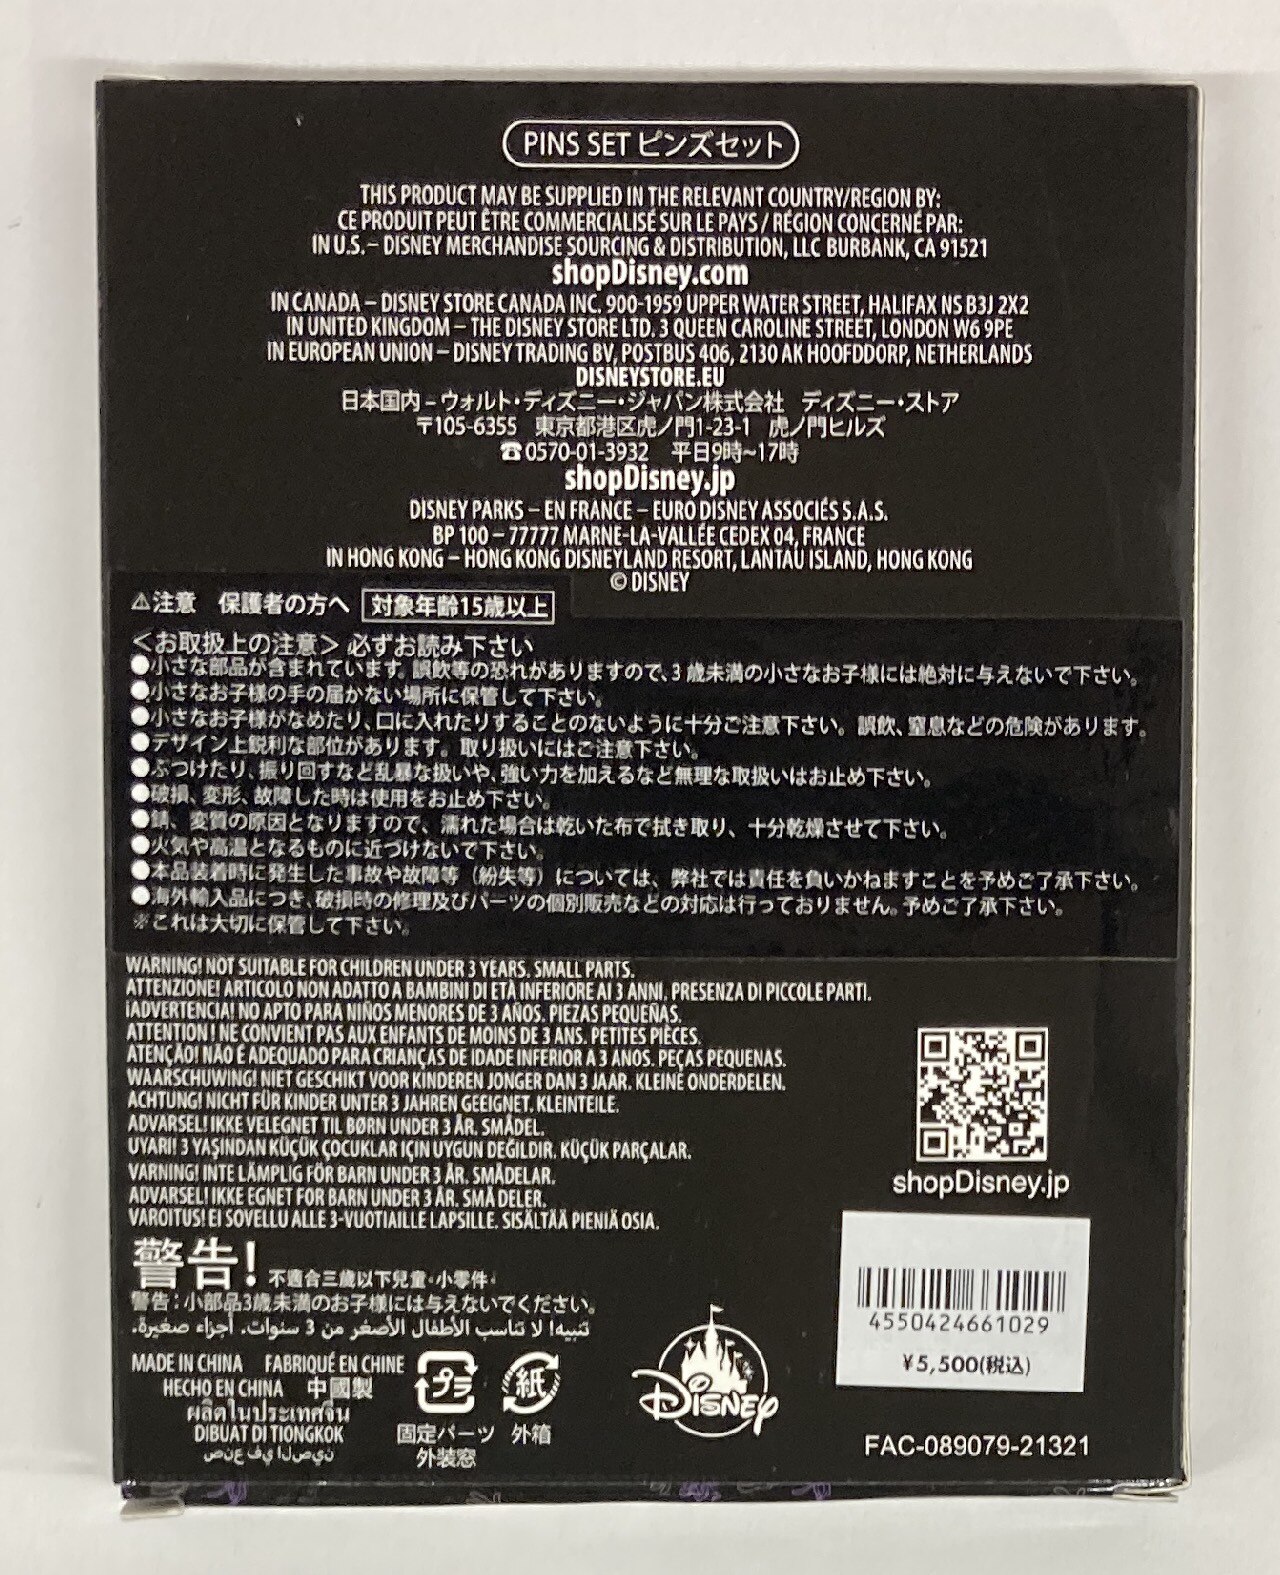 PINS SET ピンズセット
THIS PRODUCT MAY BE SUPPLIED IN THE RELEVANT COUNTRY/REGION BY:
CE PRODUIT PEUT ÊTRE COMMERCIALISÉ SUR LE PAYS / RÉGION CONCERNÉ PAR:
IN U.S. – DISNEY MERCHANDISE SOURCING & DISTRIBUTION, LLC BURBANK, CA 91521
shopDisney.com
IN CANADA – DISNEY STORE CANADA INC. 900-1959 UPPER WATER STREET, HALIFAX NS B3J 2X2
IN UNITED KINGDOM – THE DISNEY STORE LTD. 3 QUEEN CAROLINE STREET, LONDON W6 9PE
IN EUROPEAN UNION – DISNEY TRADING BV, POSTBUS 406, 2130 AK HOOFDDORP, NETHERLANDS
DISNEYSTORE.EU
日本国内 – ウォルト・ディズニー・ジャパン株式会社 ディズニー・ストア
〒105-6355 東京都港区虎ノ門1-23-1 虎ノ門ヒルズ
☎0570-01-3932 平日9時~17時
shopDisney.jp
DISNEY PARKS – EN FRANCE – EURO DISNEY ASSOCIÉS S.A.S.
BP 100 – 77777 MARNE-LA-VALLÉE CEDEX 04, FRANCE
IN HONG KONG – HONG KONG DISNEYLAND RESORT, LANTAU ISLAND, HONG KONG
© DISNEY
⚠注意 保護者の方へ 対象年齢15歳以上
＜お取扱上の注意＞ 必ずお読み下さい
●小さな部品が含まれています。誤飲等の恐れがありますので、3歳未満の小さなお子様には絶対に与えないで下さい。
●小さなお子様の手の届かない場所に保管して下さい。
●小さなお子様がなめたり、口に入れたりすることのないように十分ご注意下さい。誤飲、窒息などの危険があります。
●デザイン上鋭利な部位があります。取り扱いにはご注意下さい。
●ぶつけたり、振り回すなど乱暴な扱いや、強い力を加えるなど無理な取扱いはお止め下さい。
●破損、変形、故障した時は使用をお止め下さい。
●錆、変質の原因となりますので、濡れた場合は乾いた布で拭き取り、十分乾燥させて下さい。
●火気や高温となるものに近づけないで下さい。
●本品装着時に発生した事故や故障等（紛失等）については、弊社では責任を負いかねますことを予めご了承下さい。
●海外輸入品につき、破損時の修理及びパーツの個別販売などの対応は行っておりません。予めご了承下さい。
※これは大切に保管して下さい。
WARNING! NOT SUITABLE FOR CHILDREN UNDER 3 YEARS. SMALL PARTS.
ATTENZIONE! ARTICOLO NON ADATTO A BAMBINI DI ETÀ INFERIORE AI 3 ANNI. PRESENZA DI PICCOLE PARTI.
¡ADVERTENCIA! NO APTO PARA NIÑOS MENORES DE 3 AÑOS. PIEZAS PEQUEÑAS.
ATTENTION ! NE CONVIENT PAS AUX ENFANTS DE MOINS DE 3 ANS. PETITES PIÈCES.
ATENÇÃO! NÃO É ADEQUADO PARA CRIANÇAS DE IDADE INFERIOR A 3 ANOS. PEÇAS PEQUENAS.
WAARSCHUWING! NIET GESCHIKT VOOR KINDEREN JONGER DAN 3 JAAR. KLEINE ONDERDELEN.
ACHTUNG! NICHT FÜR KINDER UNTER 3 JAHREN GEEIGNET. KLEINTEILE.
ADVARSEL! IKKE VELEGNET TIL BØRN UNDER 3 ÅR. SMÅDEL.
UYARI! 3 YAŞINDAN KÜÇÜK ÇOCUKLAR IÇIN UYGUN DEĞILDIR. KÜÇÜK PARÇALAR.
VARNING! INTE LÄMPLIG FÖR BARN UNDER 3 ÅR. SMÅDELAR.
ADVARSEL! IKKE EGNET FOR BARN UNDER 3 ÅR. SMÅ DELER.
VAROITUS! EI SOVELLU ALLE 3-VUOTIAILLE LAPSILLE. SISÄLTÄÄ PIENIÄ OSIA.
警告! 不適合三歲以下兒童・小零件・
警告：小部品3歳未満のお子様には与えないでください。
تنبيه! لا تناسب الأطفال الأصغر من 3 سنوات. أجزاء صغيرة.
MADE IN CHINA FABRIQUÉ EN CHINE
HECHO EN CHINA 中國製
ผลิตในประเทศจีน
DIBUAT DI TIONGKOK
صنع في الصين
プラ 紙
固定パーツ 外箱
外装窓
Disney
shopDisney.jp
4550424661029
¥5,500(税込)
FAC-089079-21321